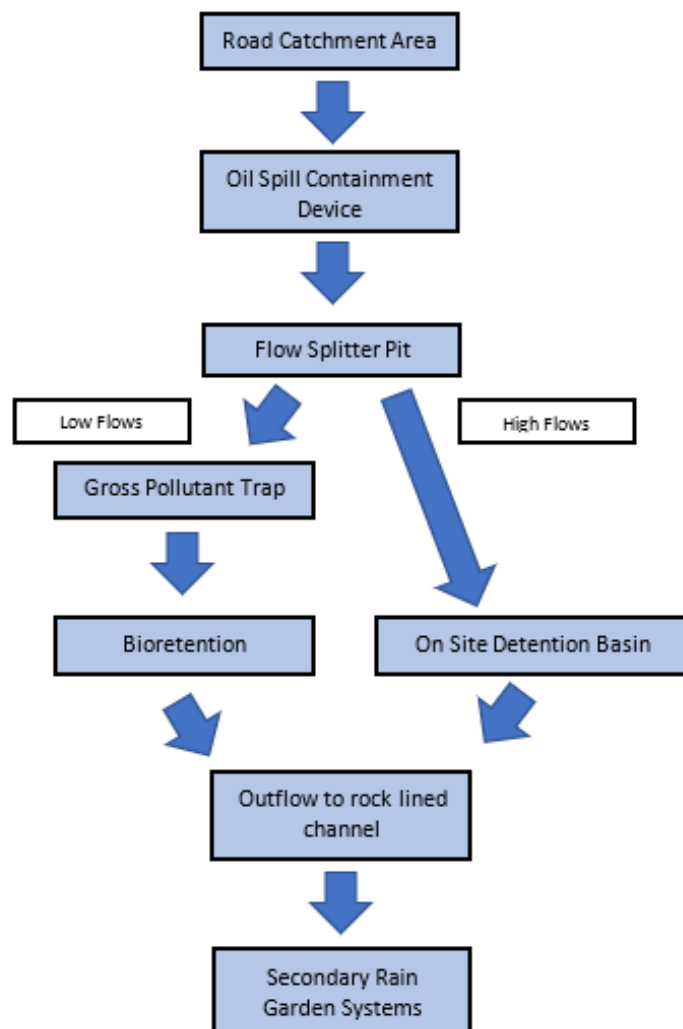 Road Catchment Area
Oil Spill Containment
Device
Flow Splitter Pit
Low Flows
High Flows
Gross Pollutant Trap
Bioretention
On Site Detention Basin
Outflow to rock lined
channel
Secondary Rain
Garden Systems